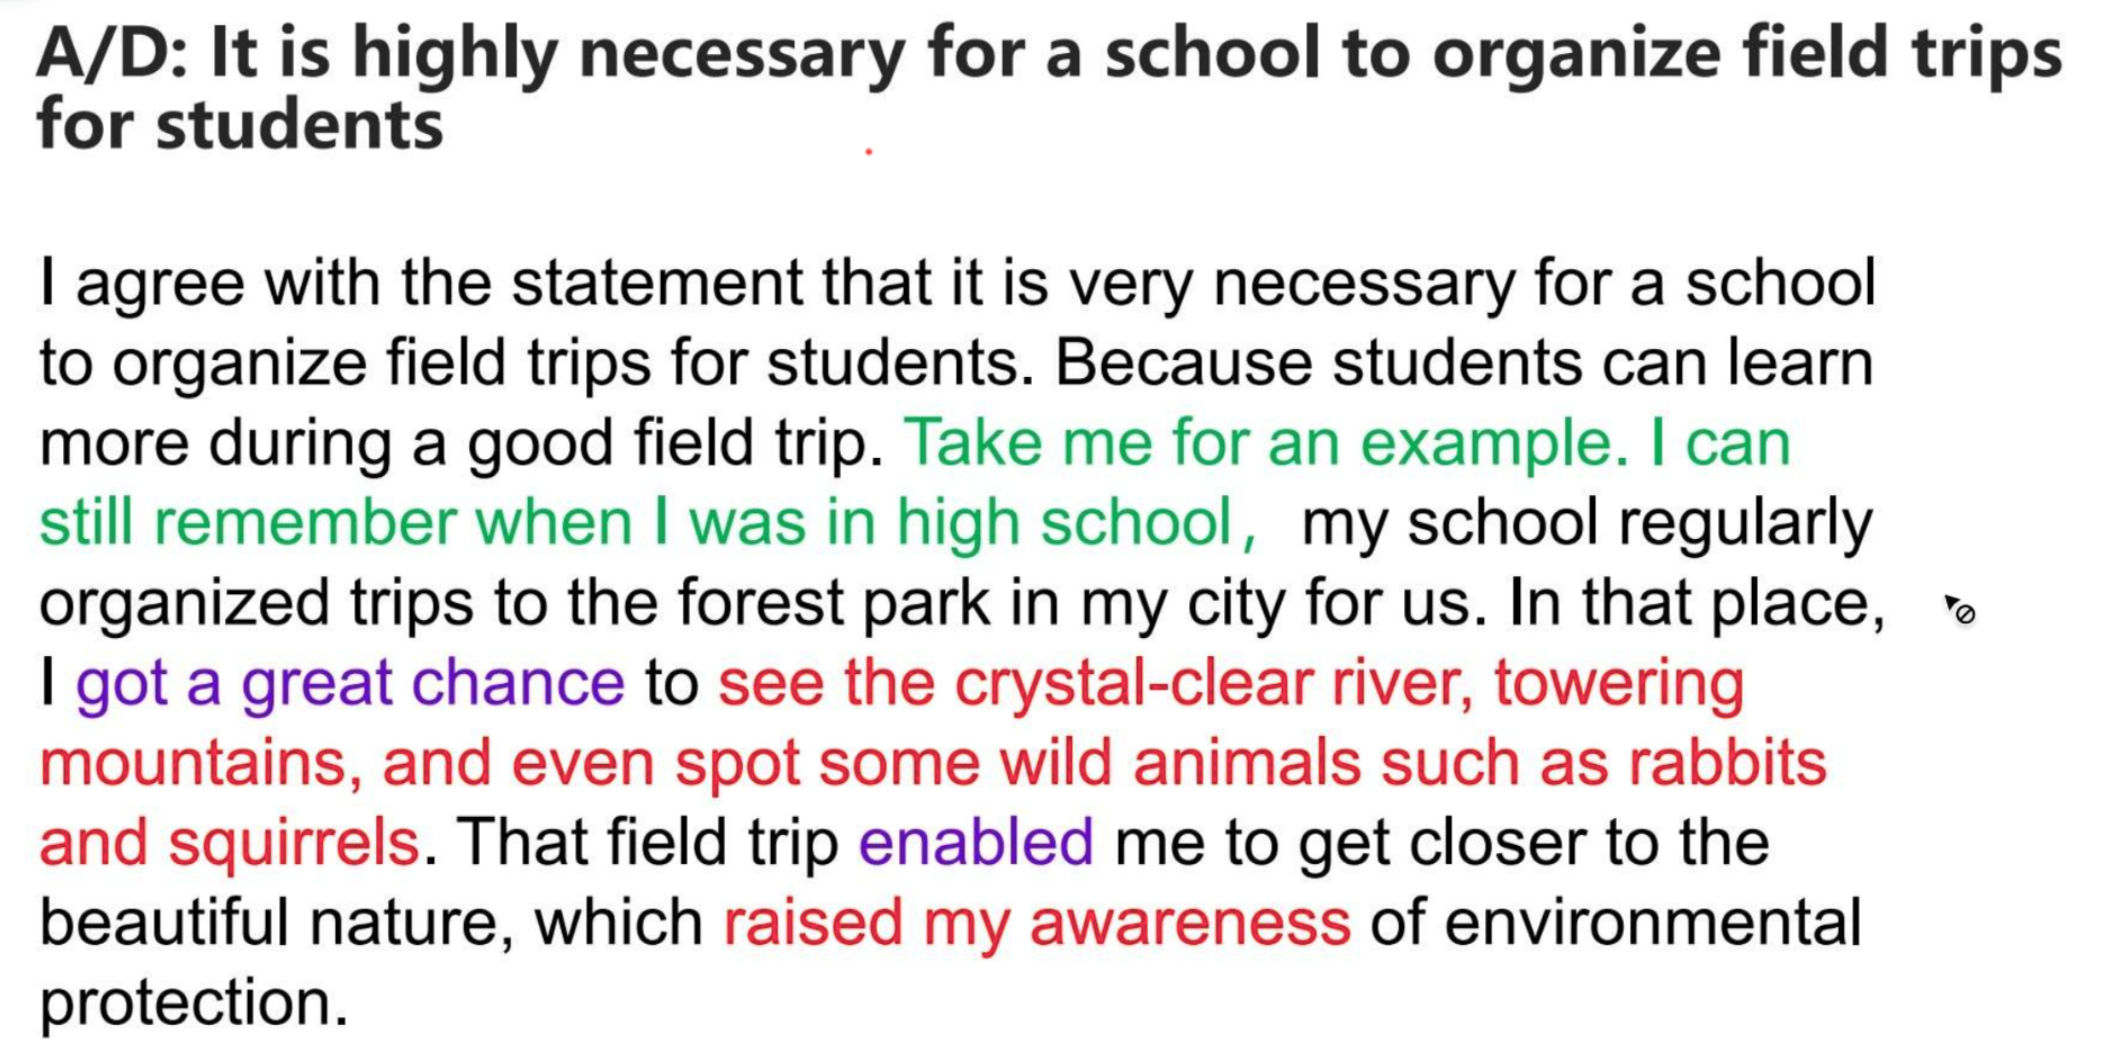 A/D: It is highly necessary for a school to organize field trips
for students
I agree with the statement that it is very necessary for a school
to organize field trips for students. Because students can learn
more during a good field trip. Take me for an example. I can
still remember when I was in high school，my school regularly
organized trips to the forest park in my city for us. In that place,
I got a great chance to see the crystal-clear river, towering
mountains, and even spot some wild animals such as rabbits
and squirrels. That field trip enabled me to get closer to the
beautiful nature, which raised my awareness of environmental
protection.